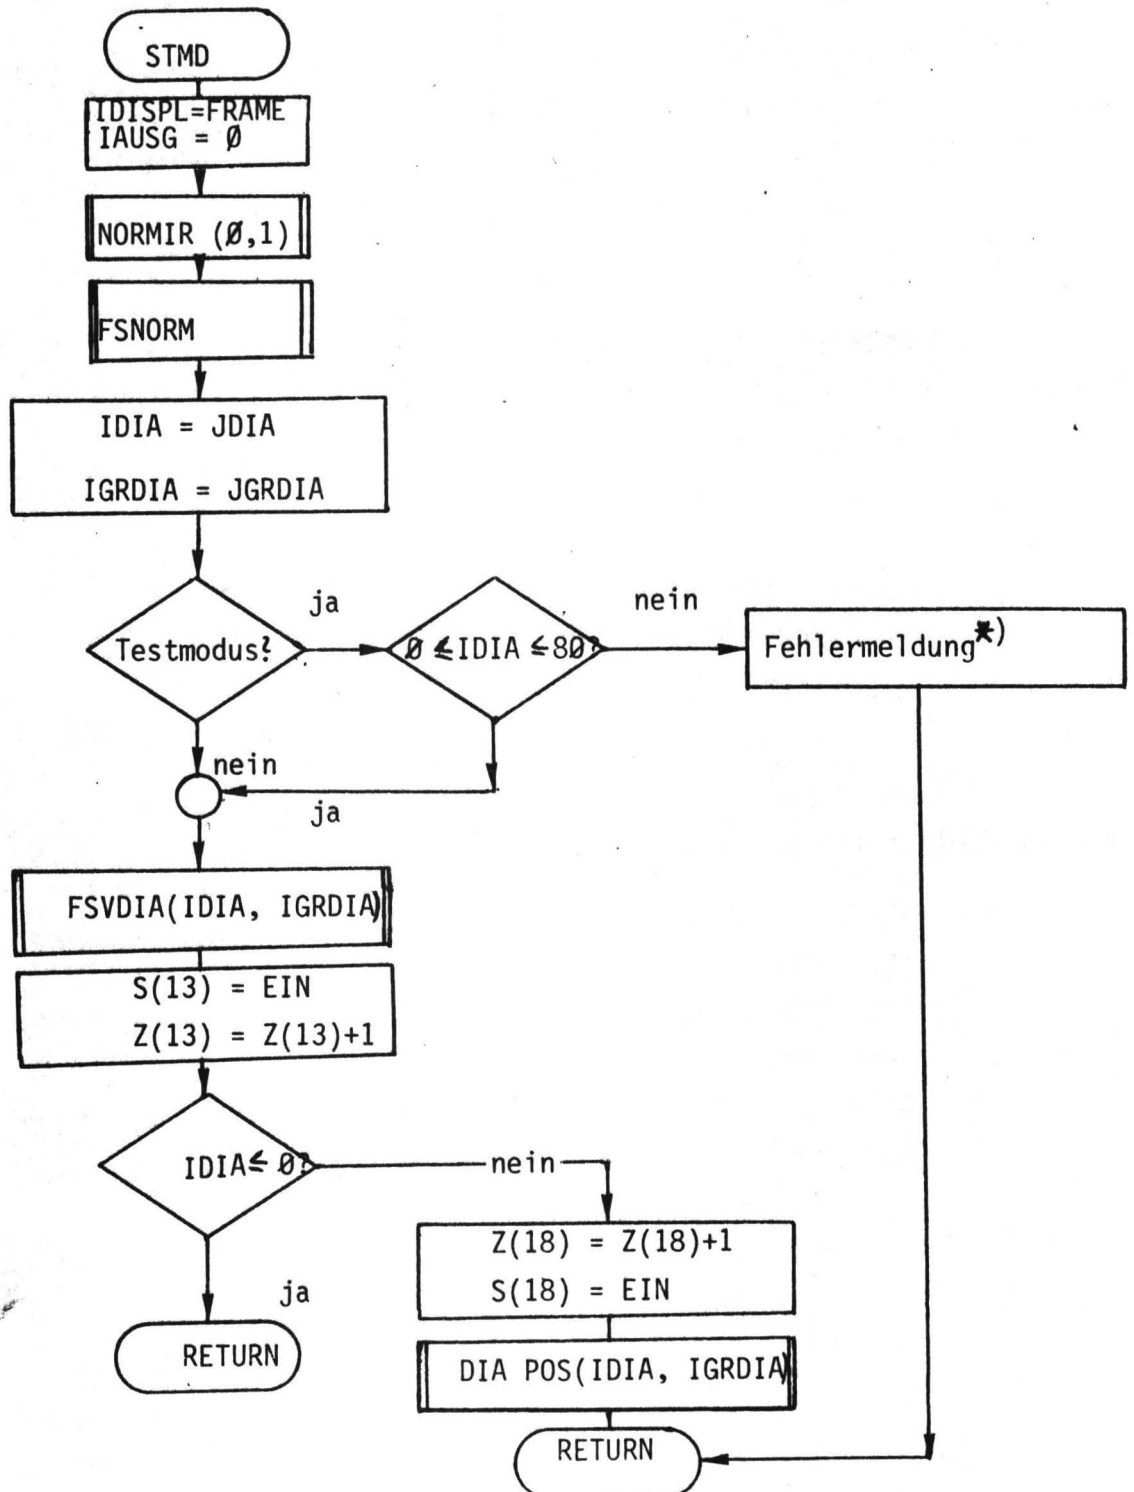 STMD
IDISPL=FRAME
IAUSG = Ø
NORMIR (Ø,1)
FSNORM
IDIA = JDIA
IGRDIA = JGRDIA
Testmodus?
ja
Ø ≤IDIA ≤8Ø?
nein
Fehlermeldung*)
nein
ja
FSVDIA(IDIA, IGRDIA)
S(13) = EIN
Z(13) = Z(13)+1
IDIA≤ Ø?
nein
Z(18) = Z(18)+1
S(18) = EIN
ja
RETURN
DIA POS(IDIA, IGRDIA)
RETURN